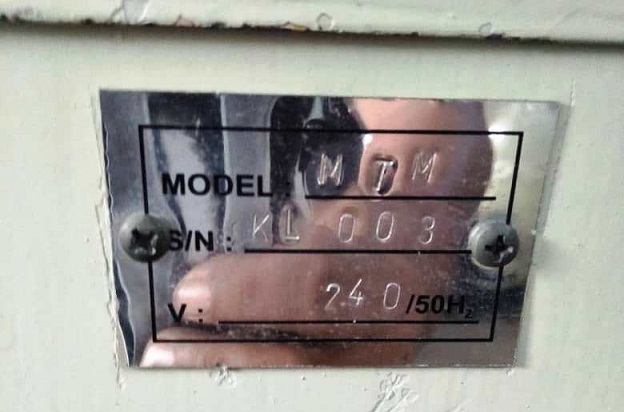 MODEL : MTM
S/N : KL 003
V : 240/50Hz